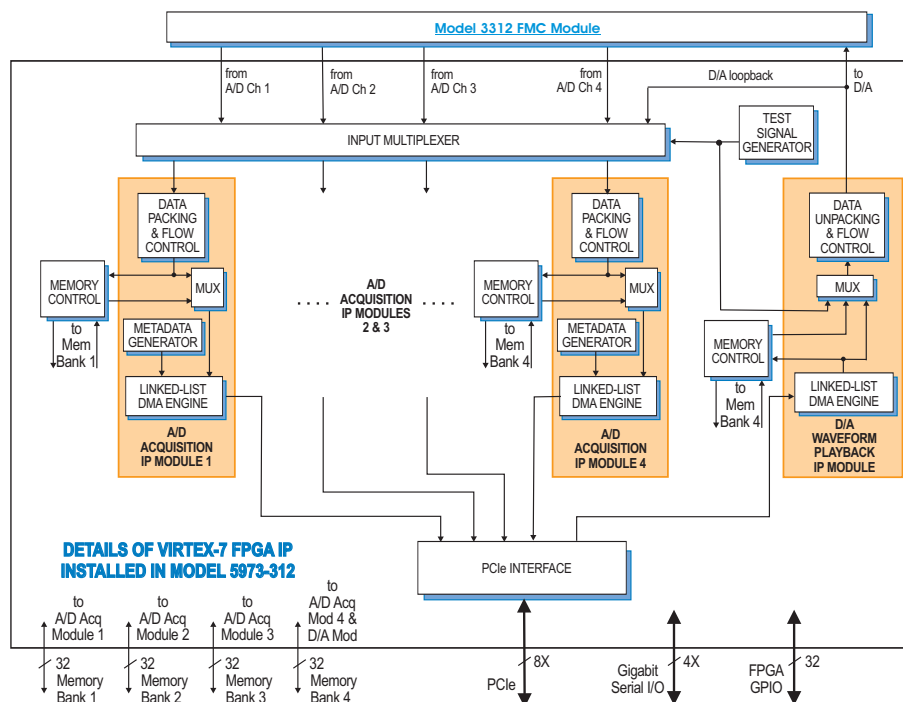 Model 3312 FMC Module
from
A/D Ch 1
from
A/D Ch 2
from
A/D Ch 3
from
A/D Ch 4
D/A loopback
to
D/A
INPUT MULTIPLEXER
TEST
SIGNAL
GENERATOR
DATA
PACKING
& FLOW
CONTROL
MUX
MEMORY
CONTROL
to
Mem
Bank 1
METADATA
GENERATOR
LINKED-LIST
DMA ENGINE
A/D
ACQUISITION
IP MODULE 1
. . . .
A/D
ACQUISITION
IP MODULES
2 & 3
. . . .
DATA
PACKING
& FLOW
CONTROL
MUX
MEMORY
CONTROL
to
Mem
Bank 4
METADATA
GENERATOR
LINKED-LIST
DMA ENGINE
A/D
ACQUISITION
IP MODULE 4
DATA
UNPACKING
& FLOW
CONTROL
MUX
MEMORY
CONTROL
to
Mem
Bank 4
LINKED-LIST
DMA ENGINE
D/A
WAVEFORM
PLAYBACK
IP MODULE
DETAILS OF VIRTEX-7 FPGA IP
INSTALLED IN MODEL 5973-312
PCIe INTERFACE
to
A/D Acq
Module 1
to
A/D Acq
Module 2
to
A/D Acq
Module 3
to
A/D Acq
Mod 4 &
D/A Mod
32
Memory
Bank 1
32
Memory
Bank 2
32
Memory
Bank 3
32
Memory
Bank 4
8X
PCIe
4X
Gigabit
Serial I/O
32
FPGA
GPIO